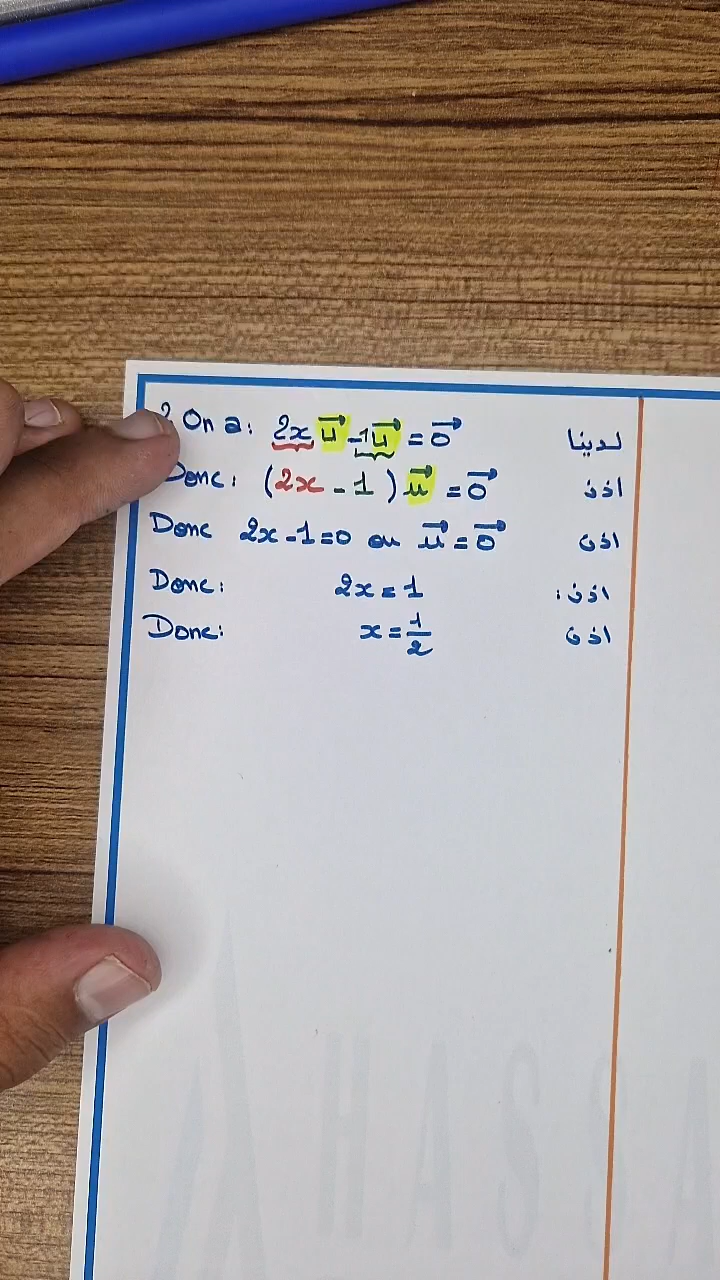 On a : 2x u⃗ - 1u⃗ = 0⃗ لدينا
Donc : (2x - 1) u⃗ = 0⃗ اذن
Donc 2x - 1 = 0 ou u⃗ = 0⃗ اذن
Donc : 2x = 1 اذن :
Donc : x = 1/2 اذن
HASSA